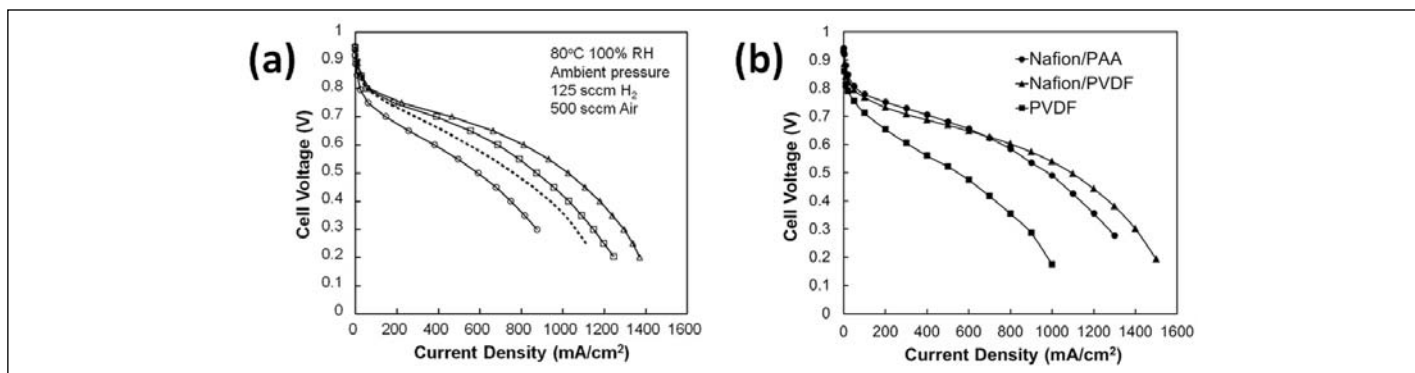 (a)
80°C 100% RH
Ambient pressure
125 sccm H₂
500 sccm Air
Cell Voltage (V)
1
0.9
0.8
0.7
0.6
0.5
0.4
0.3
0.2
0.1
0
0 200 400 600 800 1000 1200 1400 1600
Current Density (mA/cm²)
(b)
Nafion/PAA
Nafion/PVDF
PVDF
Cell Voltage (V)
1
0.9
0.8
0.7
0.6
0.5
0.4
0.3
0.2
0.1
0
0 200 400 600 800 1000 1200 1400 1600
Current Density (mA/cm²)